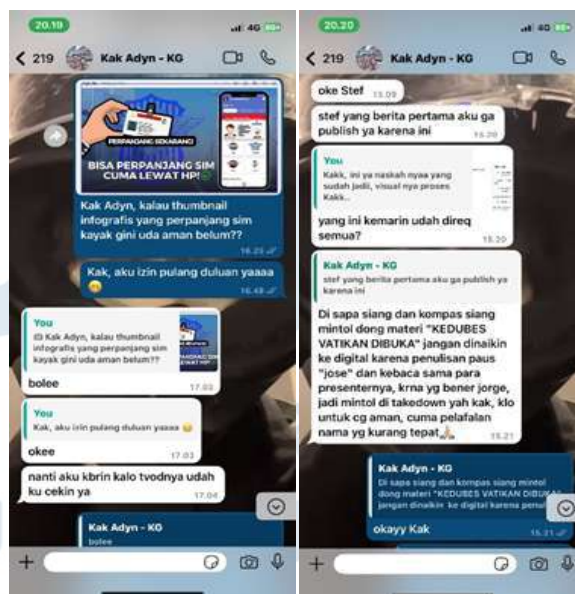 20.19
4G
219
Kak Adyn - KG
PERPANJANG SEKARANG!
BISA PERPANJANG SIM
CUMA LEWAT HP!
Kak Adyn, kalau thumbnail
infografis yang perpanjang sim
kayak gini uda aman belum??
16.25
Kak, aku izin pulang duluan yaaaa
16.49
You
Kak Adyn, kalau thumbnail
infografis yang perpanjang sim
kayak gini uda aman belum??
bolee
17.03
You
Kak, aku izin pulang duluan yaaaa
okee
17.03
nanti aku kbrin kalo tvodnya udah
ku cekin ya
17.04
Kak Adyn - KG
bolee
20.20
4G
219
Kak Adyn - KG
oke Stef
15.09
stef yang berita pertama aku ga
publish ya karena ini
15.20
You
Kakk, ini ya naskah nyaa yang
sudah jadii, visual nya proses
Kakk..
yang ini kemarin udah direq
semua?
15.20
Kak Adyn - KG
stef yang berita pertama aku ga publish ya
karena ini
Di sapa siang dan kompas siang
mintol dong materi "KEDUBES
VATIKAN DIBUKA" jangan dinaikin
ke digital karena penulisan paus
"jose" dan kebaca sama para
presenternya, krna yg bener jorge,
jadi mintol di takedown yah kak, klo
untuk cg aman, cuma pelafalan
nama yg kurang tepat🙏🏻
15.21
Kak Adyn - KG
Di sapa siang dan kompas siang mintol
dong materi "KEDUBES VATIKAN DIBUK
jangan dinaikin ke digital karena penul
okayy Kak
15.21